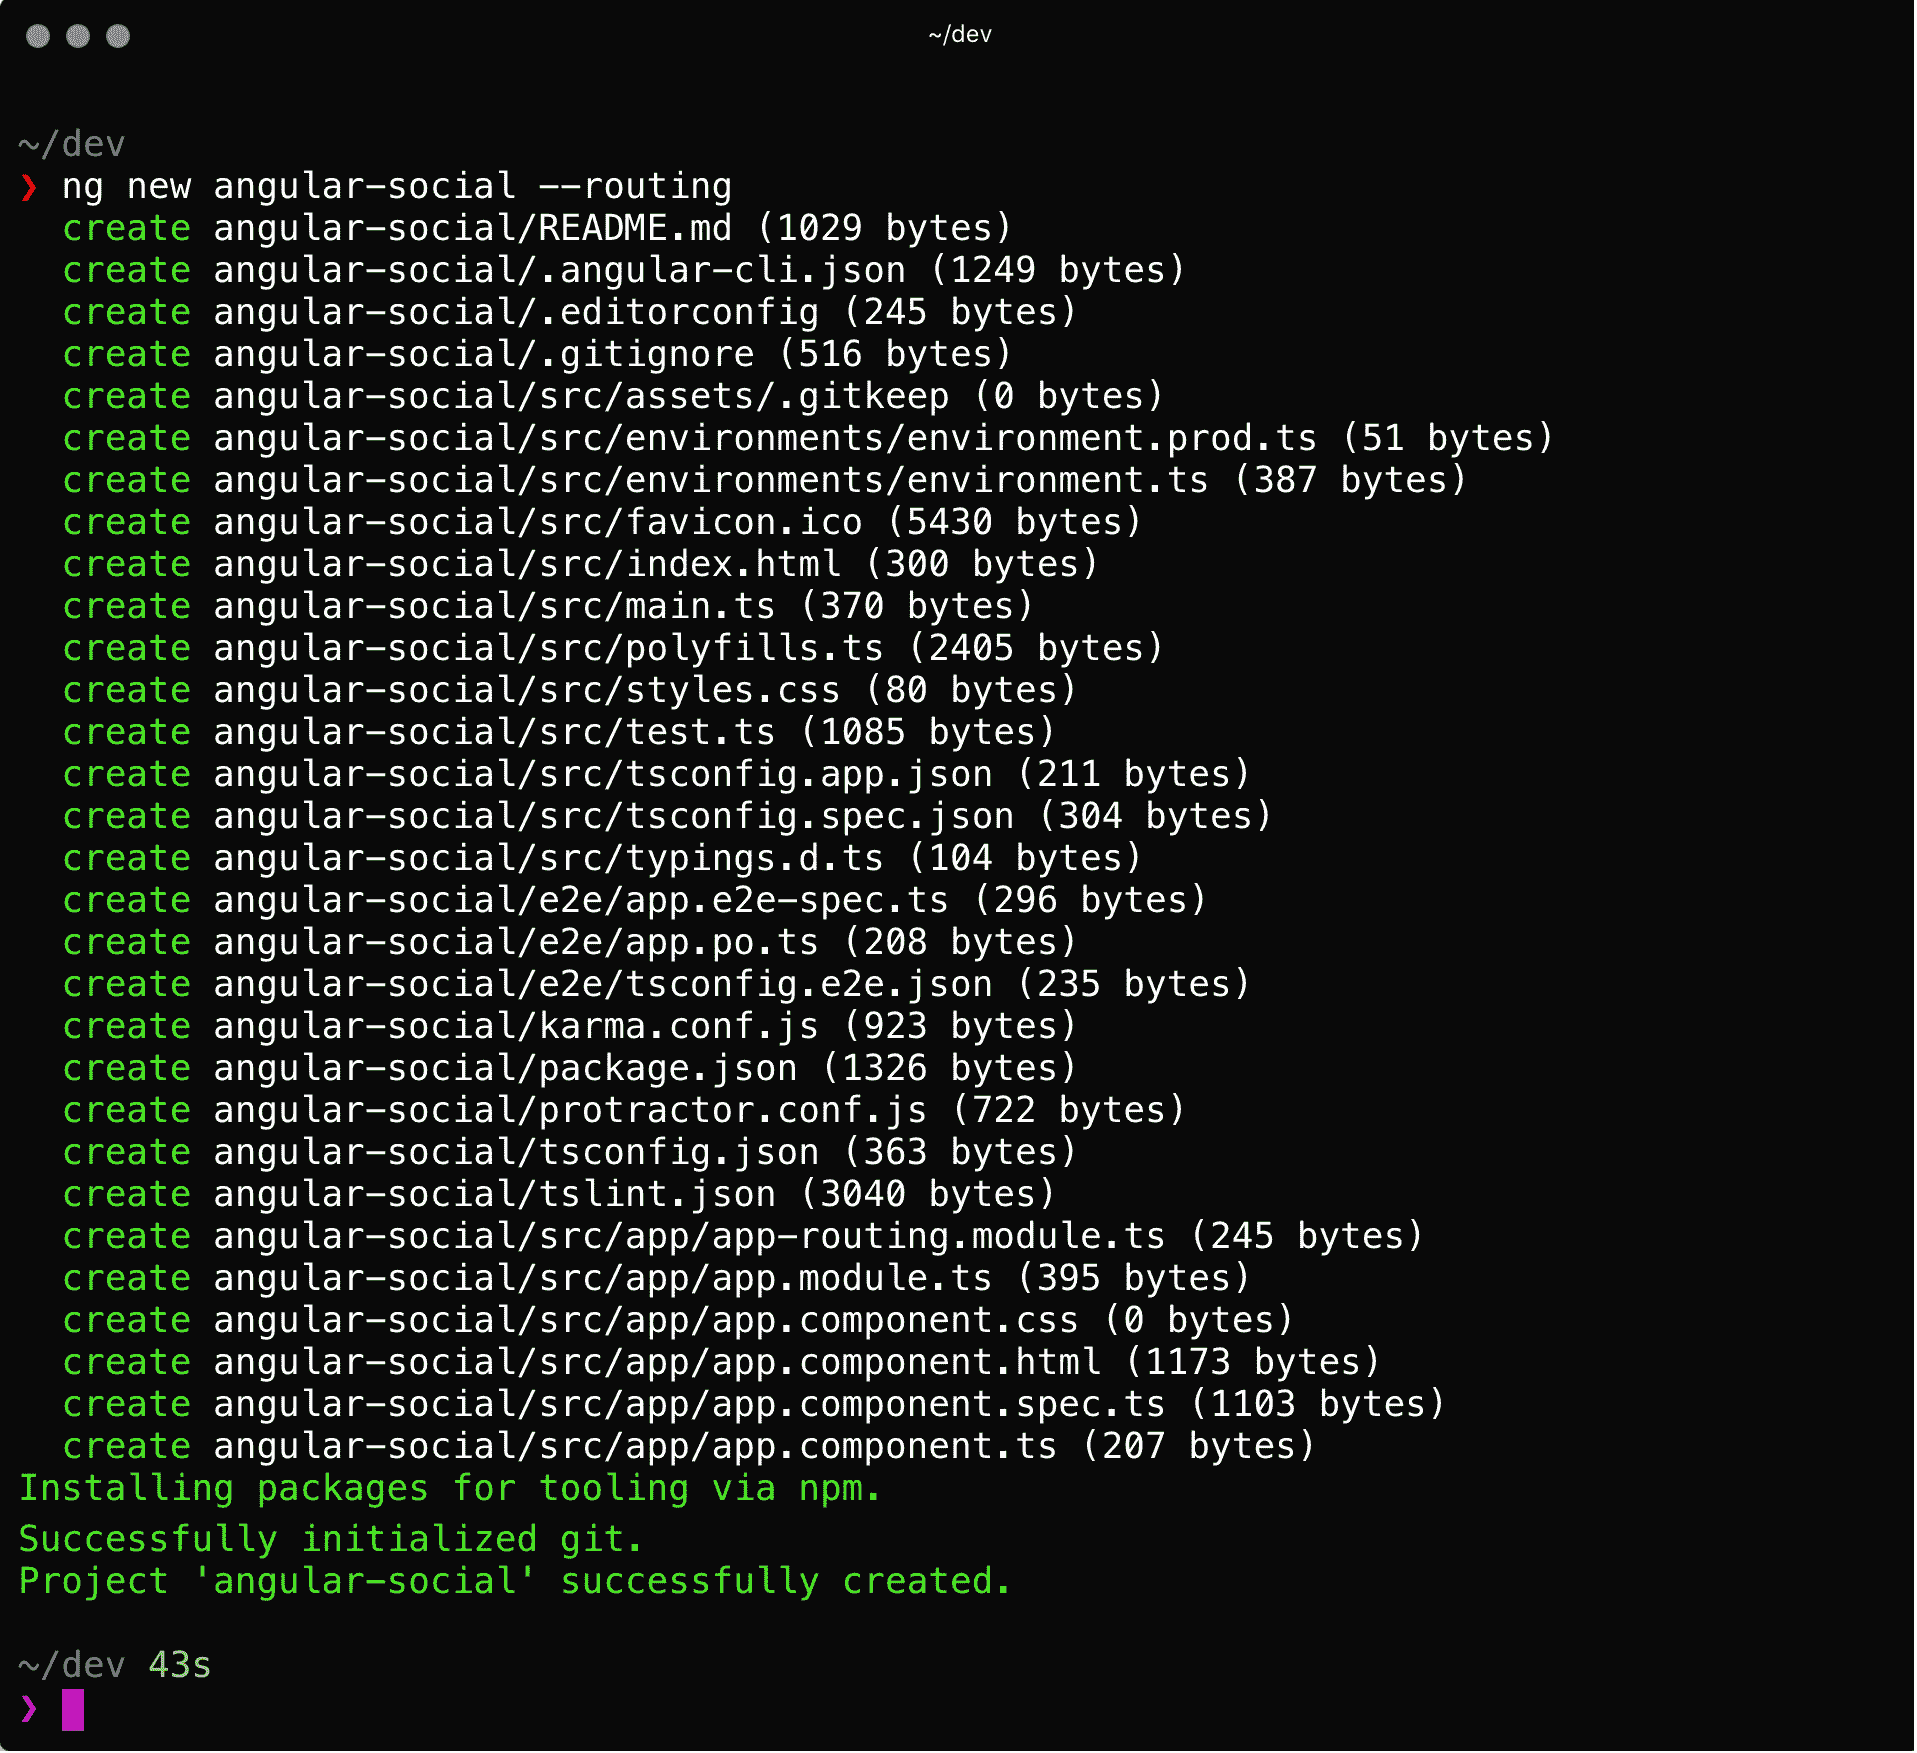 ~/dev
~/dev
❯ ng new angular-social --routing
create angular-social/README.md (1029 bytes)
create angular-social/.angular-cli.json (1249 bytes)
create angular-social/.editorconfig (245 bytes)
create angular-social/.gitignore (516 bytes)
create angular-social/src/assets/.gitkeep (0 bytes)
create angular-social/src/environments/environment.prod.ts (51 bytes)
create angular-social/src/environments/environment.ts (387 bytes)
create angular-social/src/favicon.ico (5430 bytes)
create angular-social/src/index.html (300 bytes)
create angular-social/src/main.ts (370 bytes)
create angular-social/src/polyfills.ts (2405 bytes)
create angular-social/src/styles.css (80 bytes)
create angular-social/src/test.ts (1085 bytes)
create angular-social/src/tsconfig.app.json (211 bytes)
create angular-social/src/tsconfig.spec.json (304 bytes)
create angular-social/src/typings.d.ts (104 bytes)
create angular-social/e2e/app.e2e-spec.ts (296 bytes)
create angular-social/e2e/app.po.ts (208 bytes)
create angular-social/e2e/tsconfig.e2e.json (235 bytes)
create angular-social/karma.conf.js (923 bytes)
create angular-social/package.json (1326 bytes)
create angular-social/protractor.conf.js (722 bytes)
create angular-social/tsconfig.json (363 bytes)
create angular-social/tslint.json (3040 bytes)
create angular-social/src/app/app-routing.module.ts (245 bytes)
create angular-social/src/app/app.module.ts (395 bytes)
create angular-social/src/app/app.component.css (0 bytes)
create angular-social/src/app/app.component.html (1173 bytes)
create angular-social/src/app/app.component.spec.ts (1103 bytes)
create angular-social/src/app/app.component.ts (207 bytes)
Installing packages for tooling via npm.
Successfully initialized git.
Project 'angular-social' successfully created.
~/dev 43s
❯